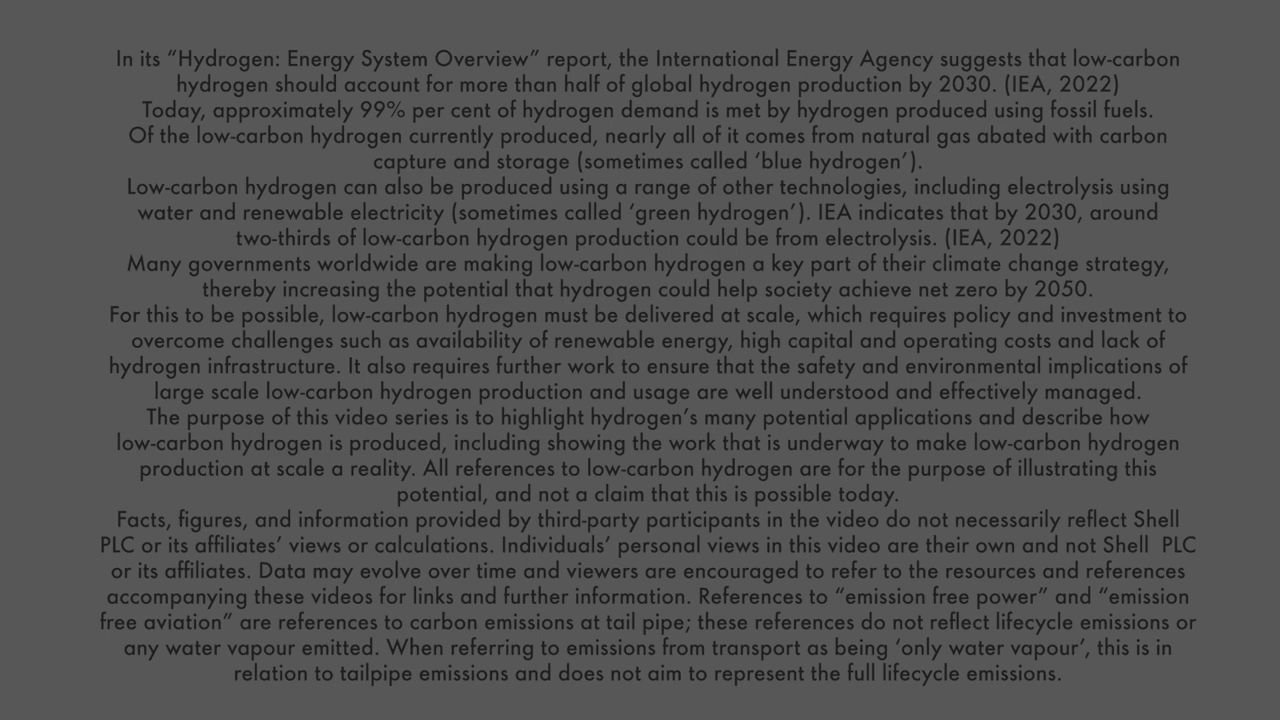 In its “Hydrogen: Energy System Overview” report, the International Energy Agency suggests that low-carbon
hydrogen should account for more than half of global hydrogen production by 2030. (IEA, 2022)
Today, approximately 99% per cent of hydrogen demand is met by hydrogen produced using fossil fuels.
Of the low-carbon hydrogen currently produced, nearly all of it comes from natural gas abated with carbon
capture and storage (sometimes called ‘blue hydrogen’).
Low-carbon hydrogen can also be produced using a range of other technologies, including electrolysis using
water and renewable electricity (sometimes called ‘green hydrogen’). IEA indicates that by 2030, around
two-thirds of low-carbon hydrogen production could be from electrolysis. (IEA, 2022)
Many governments worldwide are making low-carbon hydrogen a key part of their climate change strategy,
thereby increasing the potential that hydrogen could help society achieve net zero by 2050.
For this to be possible, low-carbon hydrogen must be delivered at scale, which requires policy and investment to
overcome challenges such as availability of renewable energy, high capital and operating costs and lack of
hydrogen infrastructure. It also requires further work to ensure that the safety and environmental implications of
large scale low-carbon hydrogen production and usage are well understood and effectively managed.
The purpose of this video series is to highlight hydrogen’s many potential applications and describe how
low-carbon hydrogen is produced, including showing the work that is underway to make low-carbon hydrogen
production at scale a reality. All references to low-carbon hydrogen are for the purpose of illustrating this
potential, and not a claim that this is possible today.
Facts, figures, and information provided by third-party participants in the video do not necessarily reflect Shell
PLC or its affiliates’ views or calculations. Individuals’ personal views in this video are their own and not Shell  PLC
or its affiliates. Data may evolve over time and viewers are encouraged to refer to the resources and references
accompanying these videos for links and further information. References to “emission free power” and “emission
free aviation” are references to carbon emissions at tail pipe; these references do not reflect lifecycle emissions or
any water vapour emitted. When referring to emissions from transport as being ‘only water vapour’, this is in
relation to tailpipe emissions and does not aim to represent the full lifecycle emissions.